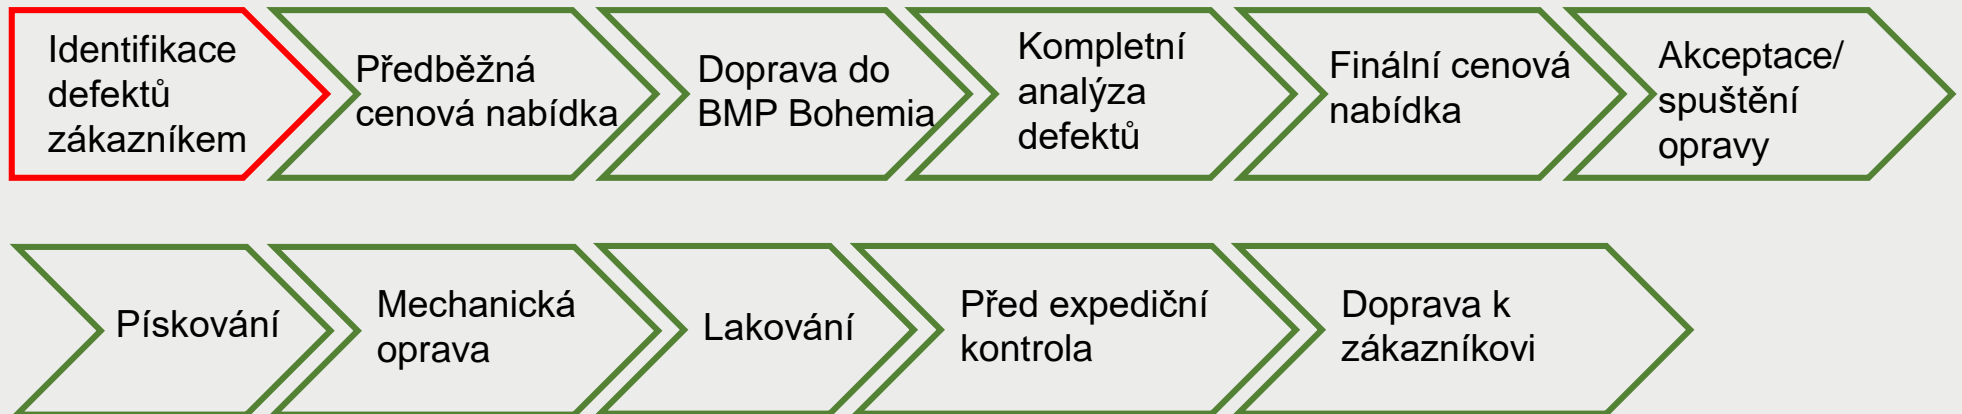 Identifikace
defektů
zákazníkem
Předběžná
cenová nabídka
Doprava do
BMP Bohemia
Kompletní
analýza
defektů
Finální cenová
nabídka
Akceptace/
spuštění
opravy
Pískování
Mechanická
oprava
Lakování
Před expediční
kontrola
Doprava k
zákazníkovi